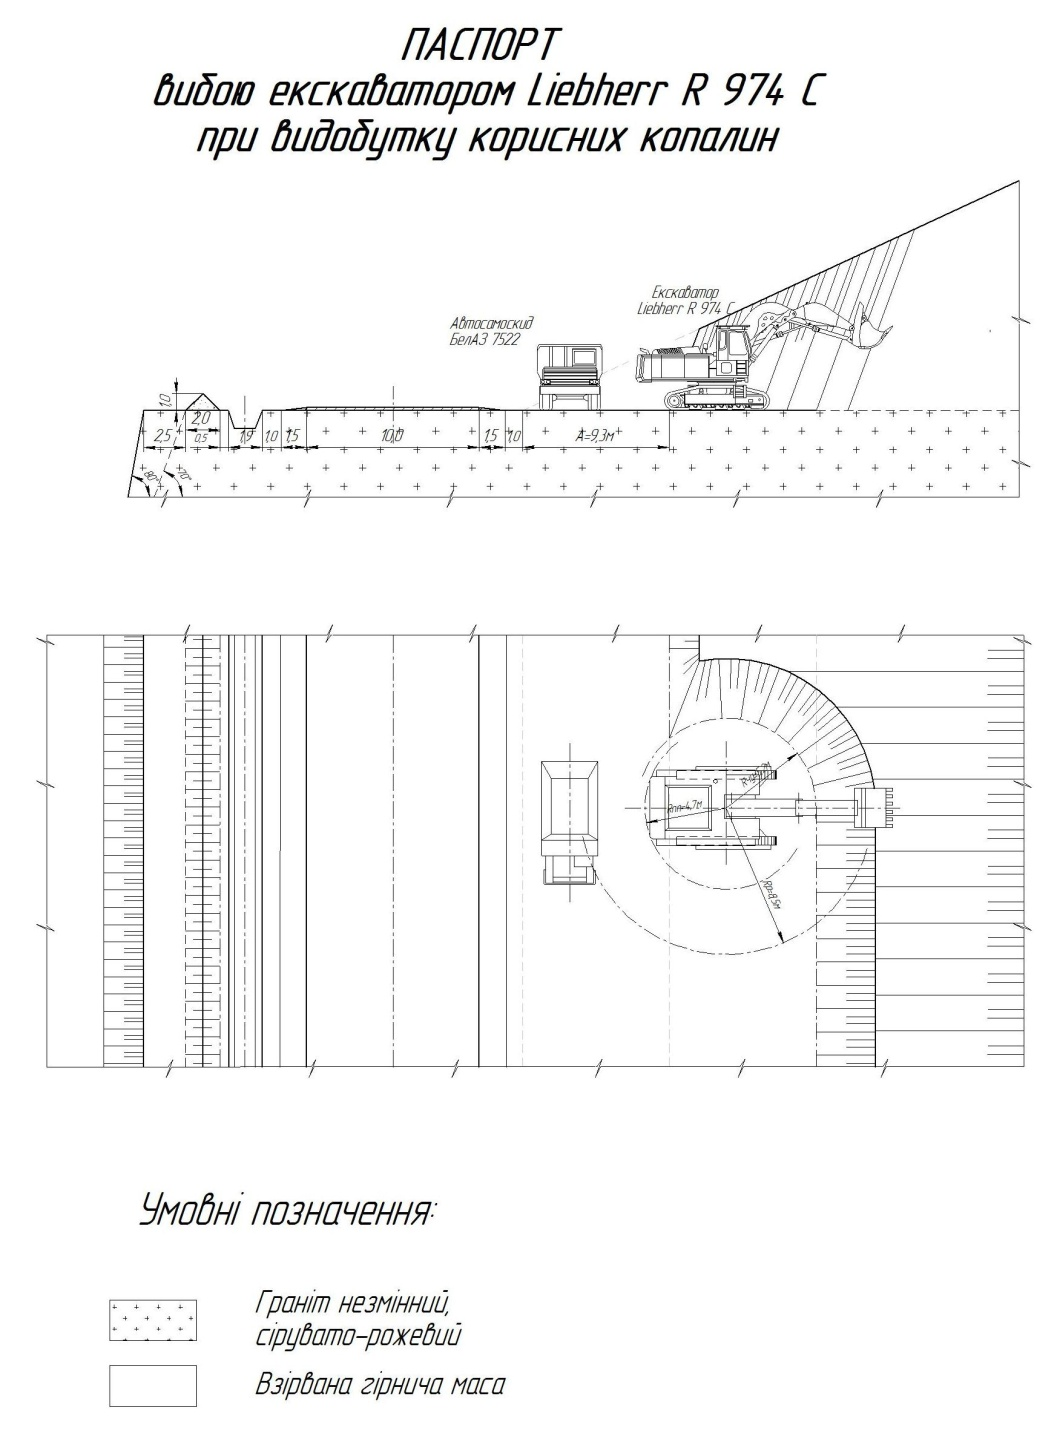 ПАСПОРТ
вибою екскаватором Liebherr R 974 C
при видобутку корисних копалин
Екскаватор
Liebherr R 974 C
Автосамоскид
БелАЗ 7522
1,0
2,0
2,5
0,5
1,9
1,0
1,5
10,0
1,5
1,0
А=9,3м
80°
70°
Rпп=4,7м
Rр=8,5м
Умовні позначення:
Граніт незмінний,
сірувато-рожевий
Взірвана гірнича маса